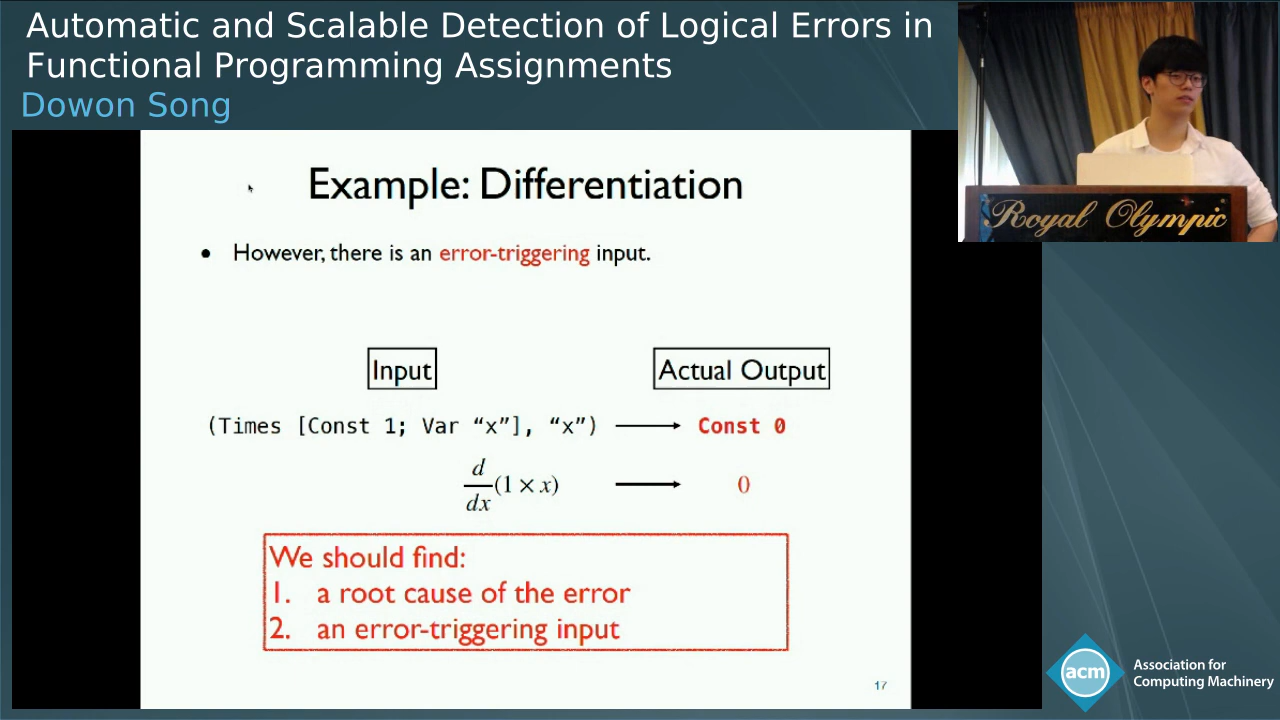 Automatic and Scalable Detection of Logical Errors in
Functional Programming Assignments
Dowon Song
Royal Olympic
Example: Differentiation
• However, there is an error-triggering input.
Input Actual Output
(Times [Const 1; Var “x”], “x”) → Const 0
d/dx (1 × x) → 0
We should find:
1. a root cause of the error
2. an error-triggering input
17
acm Association for
Computing Machinery